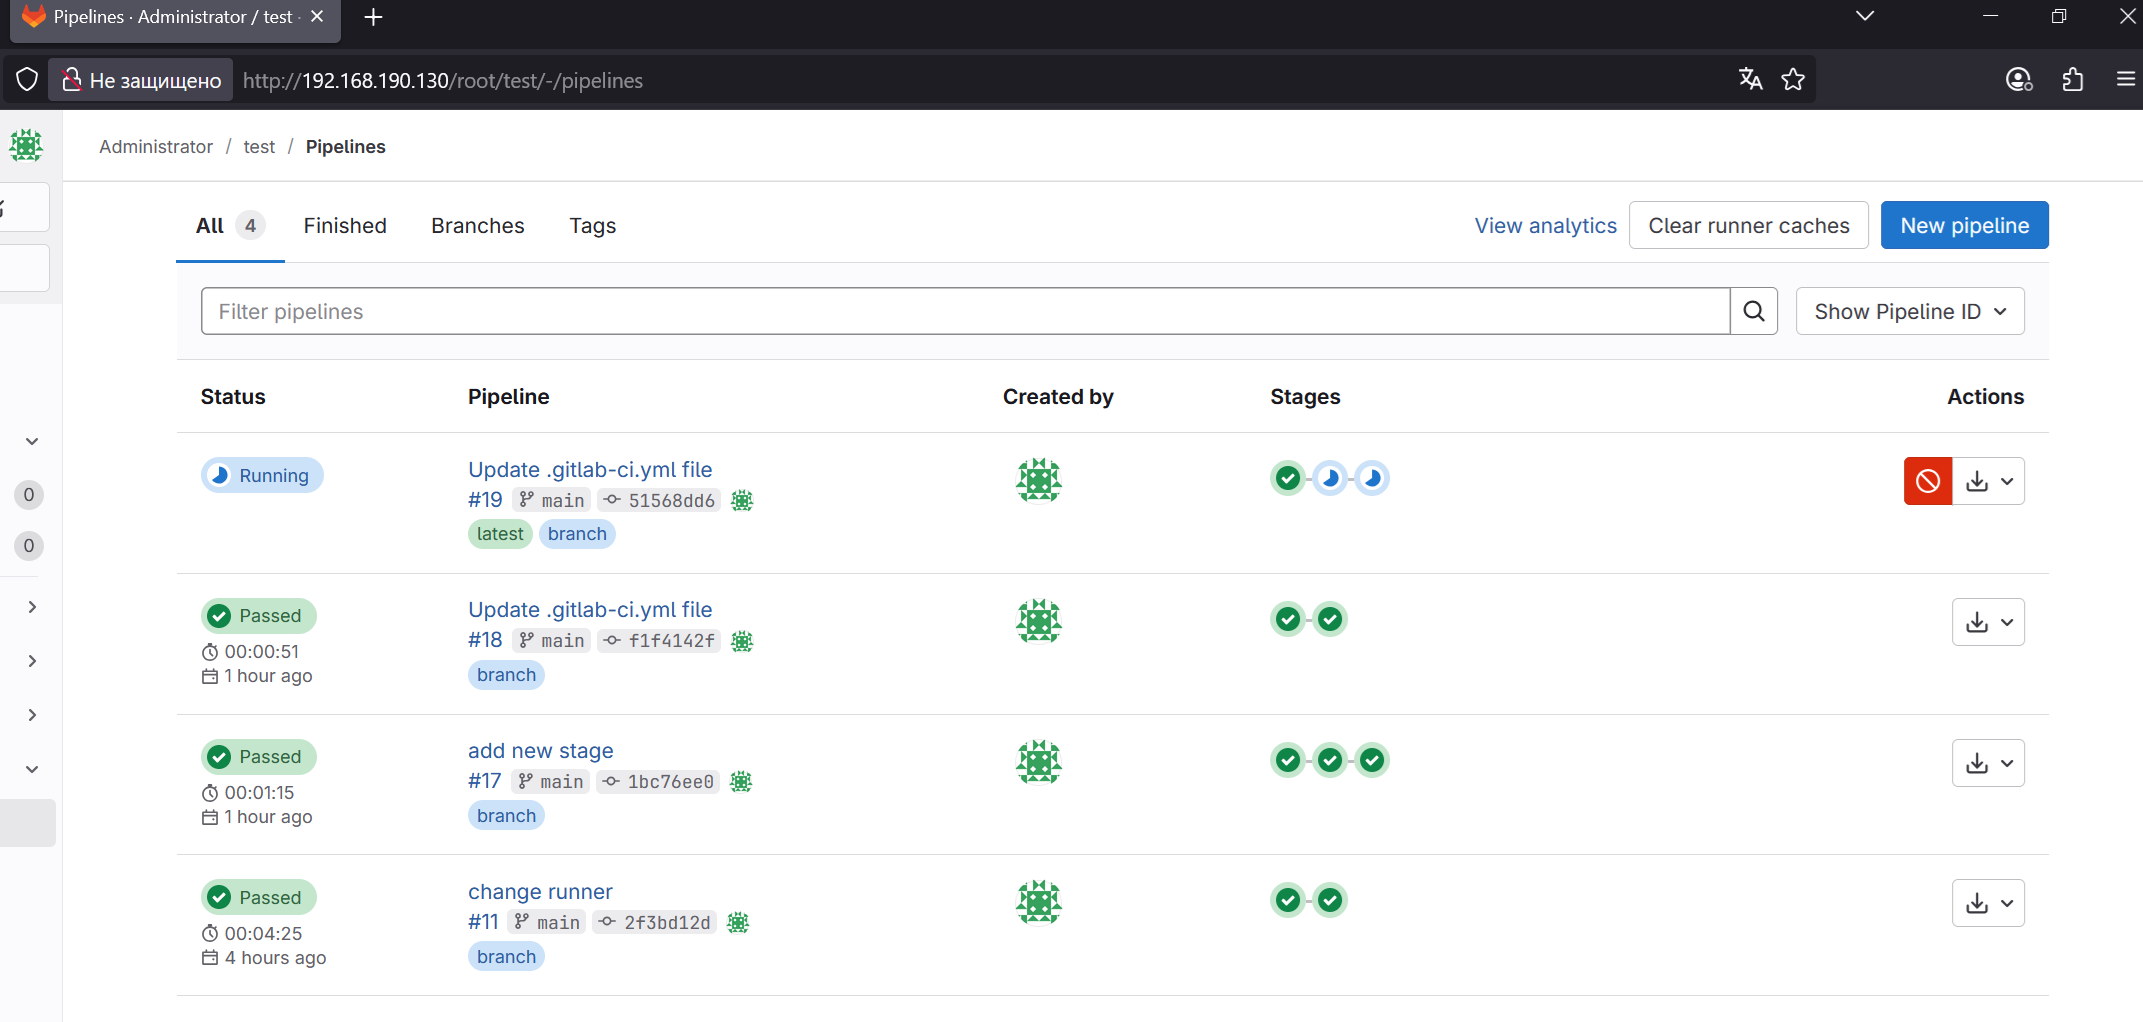 Pipelines · Administrator / test ·
Не защищено http://192.168.190.130/root/test/-/pipelines
Administrator / test / Pipelines
All 4 Finished Branches Tags View analytics Clear runner caches New pipeline
Filter pipelines Show Pipeline ID
Status Pipeline Created by Stages Actions
Running Update .gitlab-ci.yml file
#19 main 51568dd6
latest branch
0
0
Passed Update .gitlab-ci.yml file
00:00:51 #18 main f1f4142f
1 hour ago branch
Passed add new stage
00:01:15 #17 main 1bc76ee0
1 hour ago branch
Passed change runner
00:04:25 #11 main 2f3bd12d
4 hours ago branch